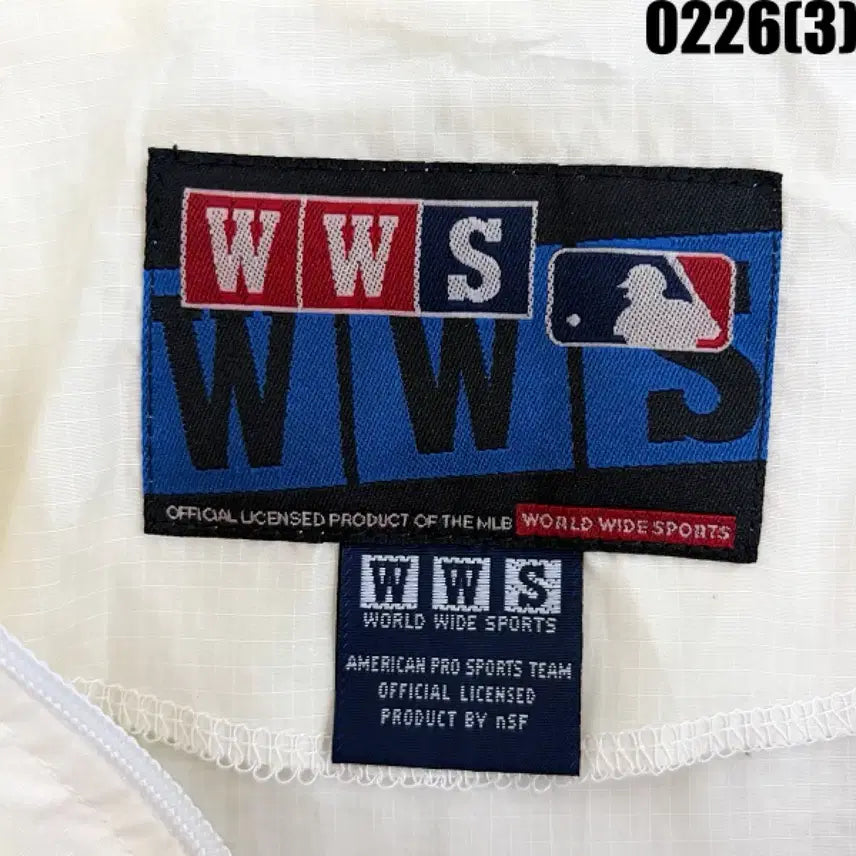 0226(3)
WWS
WWS
OFFICIAL LICENSED PRODUCT OF THE MLB WORLD WIDE SPORTS
WWS
WORLD WIDE SPORTS
AMERICAN PRO SPORTS TEAM
OFFICIAL LICENSED
PRODUCT BY nSF